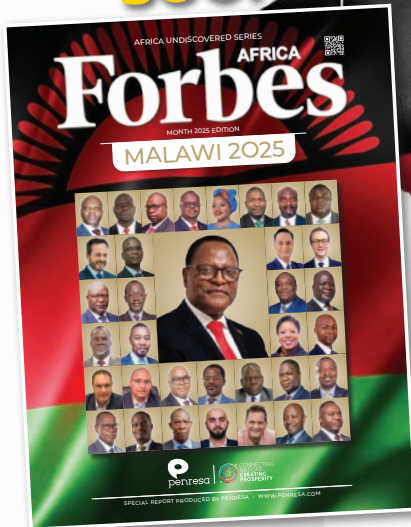 AFRICA UNDISCOVERED SERIES
Forbes
AFRICA
MONTH 2025 EDITION
MALAWI 2025
penresa
CONNECTING
NATIONS
CREATING
PROSPERITY
SPECIAL REPORT PRODUCED BY PENRESA - WWW.PENRESA.COM